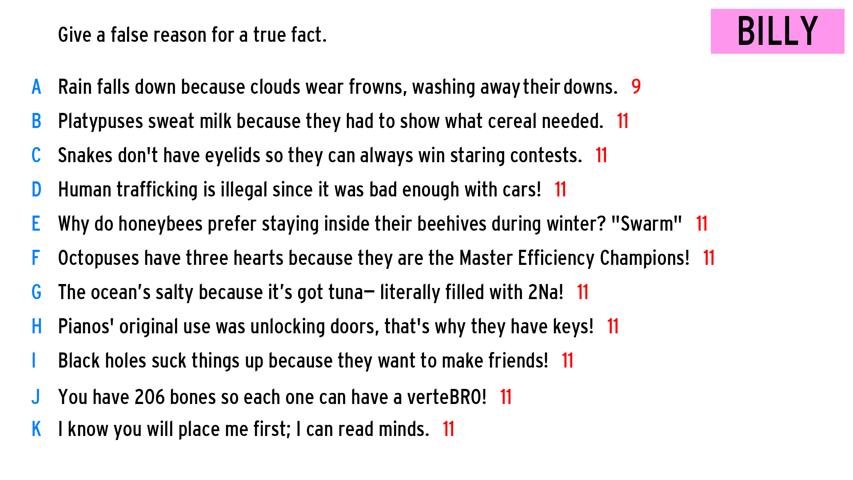 Give a false reason for a true fact.
BILLY
A Rain falls down because clouds wear frowns, washing away their downs. 9
B Platypuses sweat milk because they had to show what cereal needed. 11
C Snakes don't have eyelids so they can always win staring contests. 11
D Human trafficking is illegal since it was bad enough with cars! 11
E Why do honeybees prefer staying inside their beehives during winter? "Swarm" 11
F Octopuses have three hearts because they are the Master Efficiency Champions! 11
G The ocean’s salty because it’s got tuna– literally filled with 2Na! 11
H Pianos' original use was unlocking doors, that's why they have keys! 11
I Black holes suck things up because they want to make friends! 11
J You have 206 bones so each one can have a verteBRO! 11
K I know you will place me first; I can read minds. 11